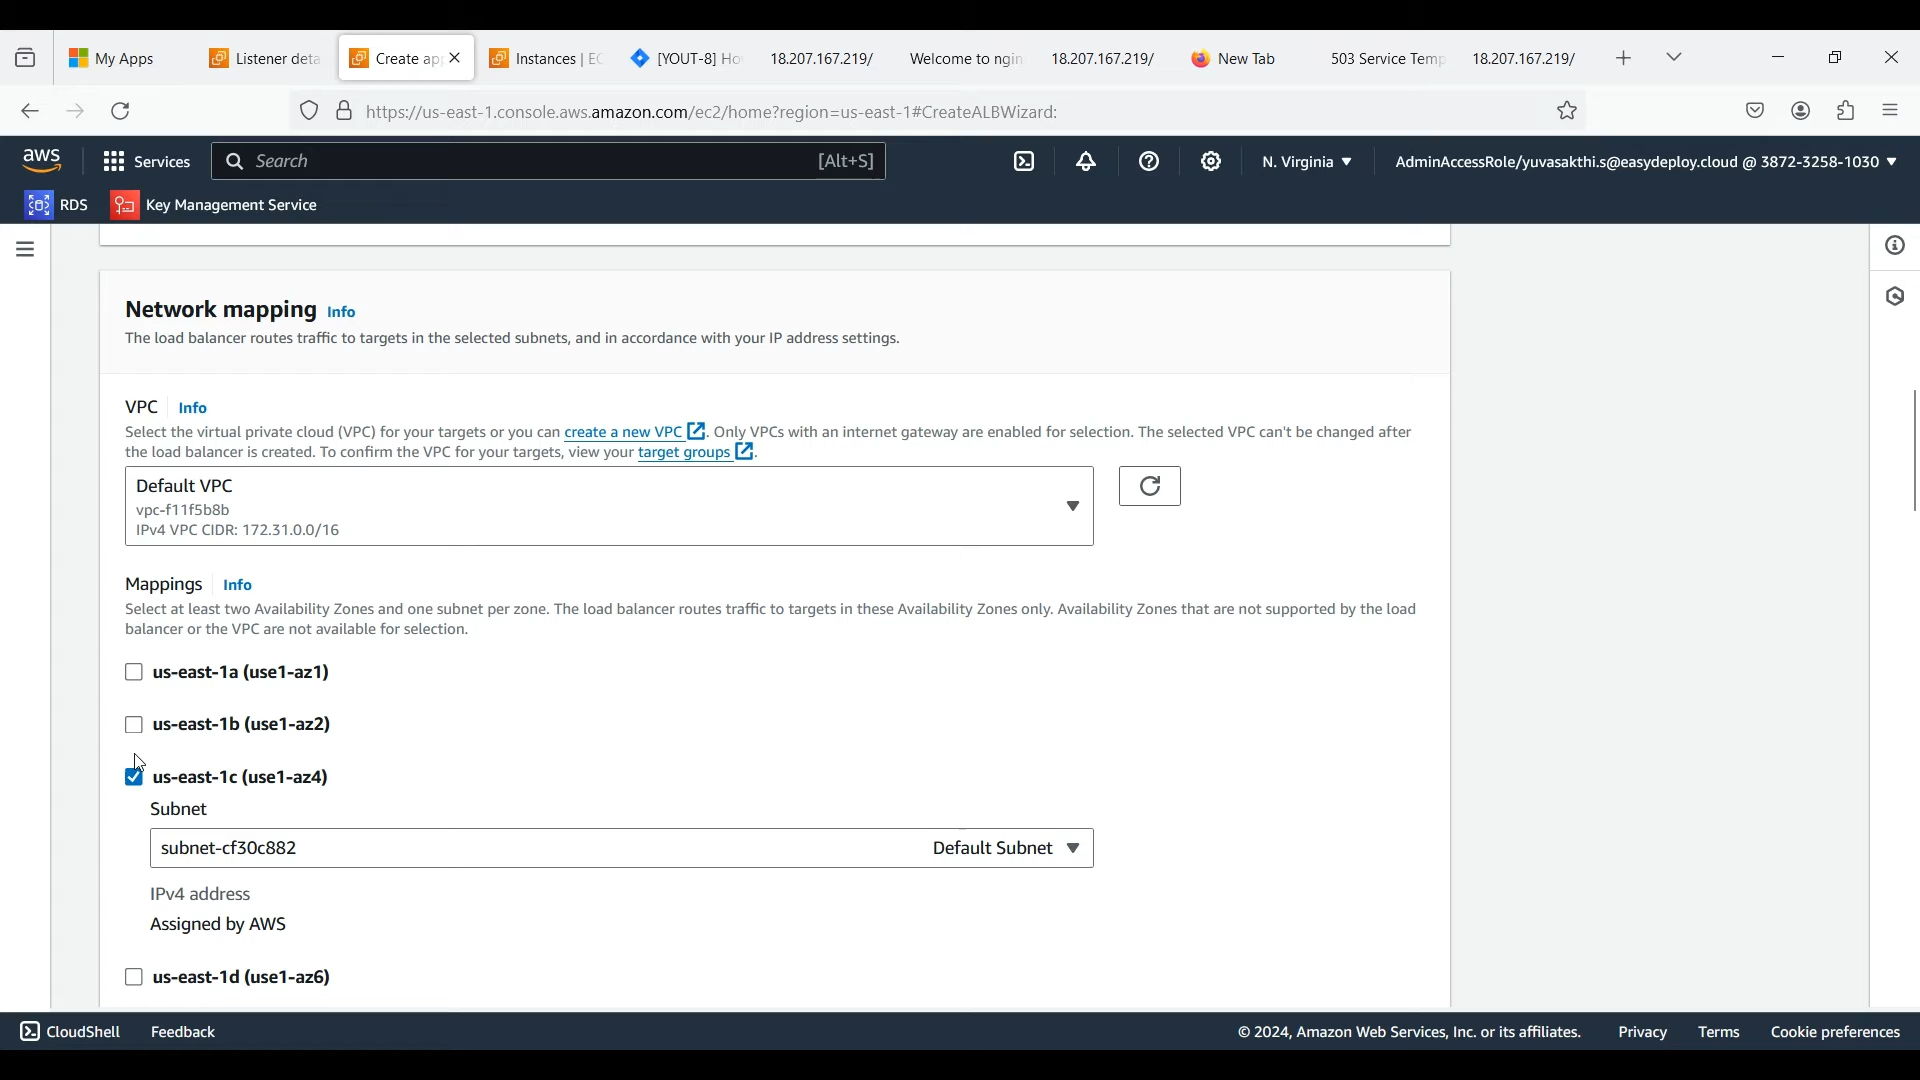 My Apps
Listener deta
Create ap
Instances | EC
[YOUT-8] Ho
18.207.167.219/
Welcome to ngin
18.207.167.219/
New Tab
503 Service Temp
18.207.167.219/
https://us-east-1.console.aws.amazon.com/ec2/home?region=us-east-1#CreateALBWizard:
aws
Services
Search
[Alt+S]
N. Virginia
AdminAccessRole/yuvasakthi.s@easydeploy.cloud @ 3872-3258-1030
RDS
Key Management Service
Network mapping Info
The load balancer routes traffic to targets in the selected subnets, and in accordance with your IP address settings.
VPC Info
Select the virtual private cloud (VPC) for your targets or you can create a new VPC. Only VPCs with an internet gateway are enabled for selection. The selected VPC can't be changed after
the load balancer is created. To confirm the VPC for your targets, view your target groups.
Default VPC
vpc-f11f5b8b
IPv4 VPC CIDR: 172.31.0.0/16
Mappings Info
Select at least two Availability Zones and one subnet per zone. The load balancer routes traffic to targets in these Availability Zones only. Availability Zones that are not supported by the load
balancer or the VPC are not available for selection.
us-east-1a (use1-az1)
us-east-1b (use1-az2)
us-east-1c (use1-az4)
Subnet
subnet-cf30c882
Default Subnet
IPv4 address
Assigned by AWS
us-east-1d (use1-az6)
CloudShell
Feedback
© 2024, Amazon Web Services, Inc. or its affiliates.
Privacy
Terms
Cookie preferences